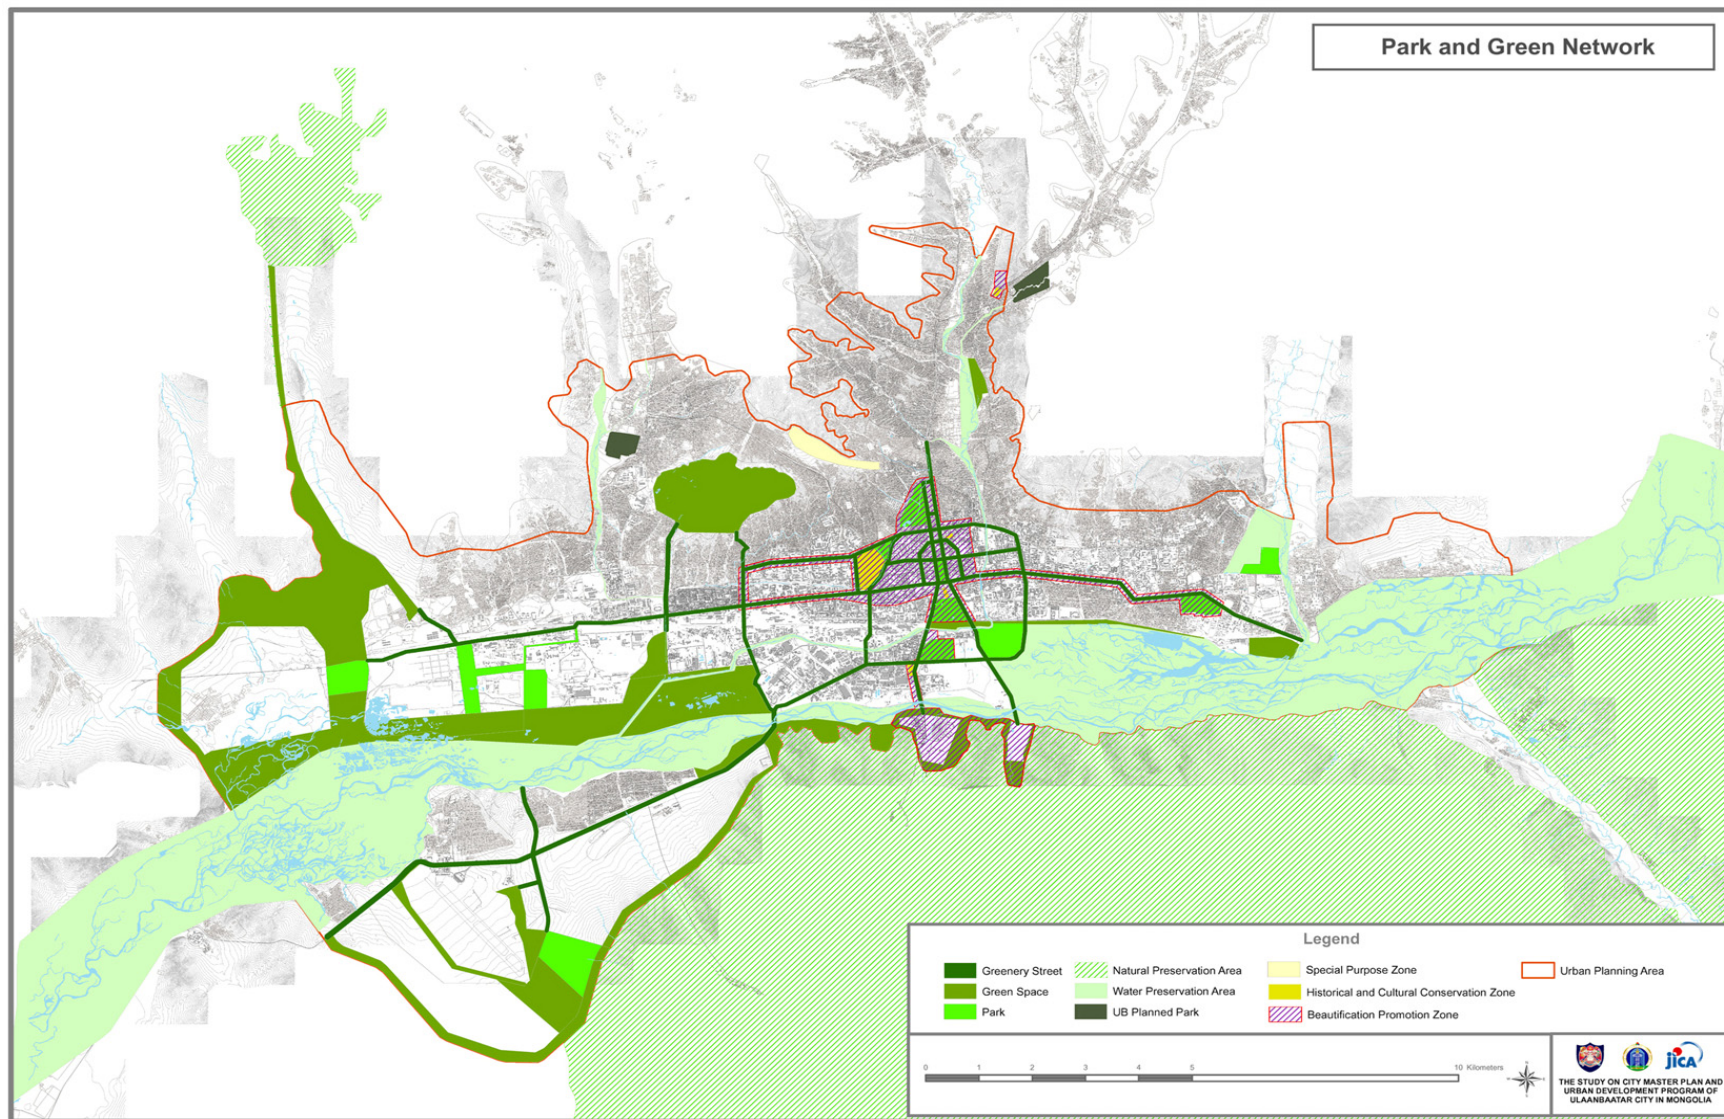 Park and Green Network
Legend
Greenery Street
Green Space
Park
Natural Preservation Area
Water Preservation Area
UB Planned Park
Special Purpose Zone
Historical and Cultural Conservation Zone
Beautification Promotion Zone
Urban Planning Area
0 1 2 3 4 5 10 Kilometers
jICA
THE STUDY ON CITY MASTER PLAN AND
URBAN DEVELOPMENT PROGRAM OF
ULAANBAATAR CITY IN MONGOLIA